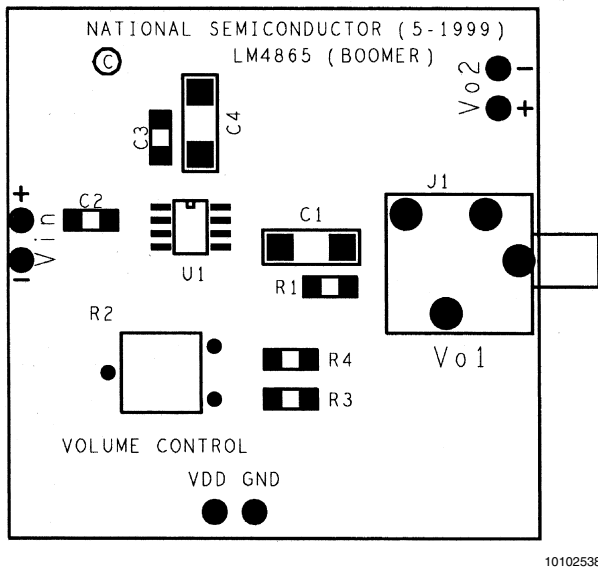 NATIONAL SEMICONDUCTOR (5-1999)
© LM4865 (BOOMER)
Vo2 - +
C3
C4
+ Vin -
C2
U1
C1
J1
R1
R2
Vo1
R4
R3
VOLUME CONTROL
VDD GND
10102538